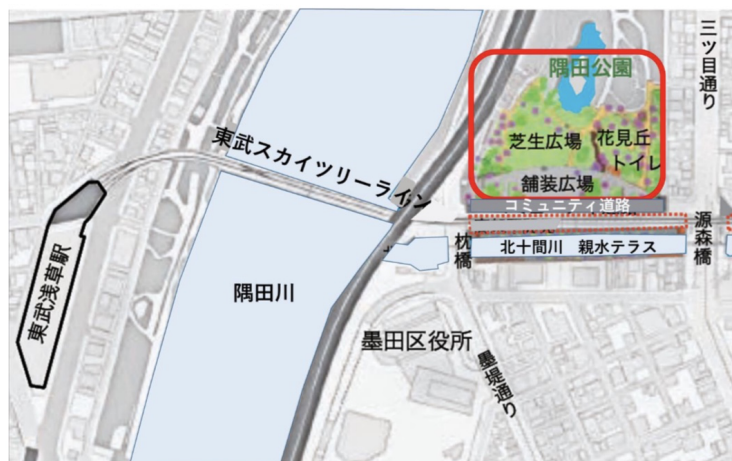 三ツ目通り
隅田公園
芝生広場
花見丘
トイレ
舗装広場
コミュニティ道路
東武スカイツリーライン
源森橋
枕橋
北十間川 親水テラス
東武浅草駅
隅田川
墨田区役所
墨堤通り